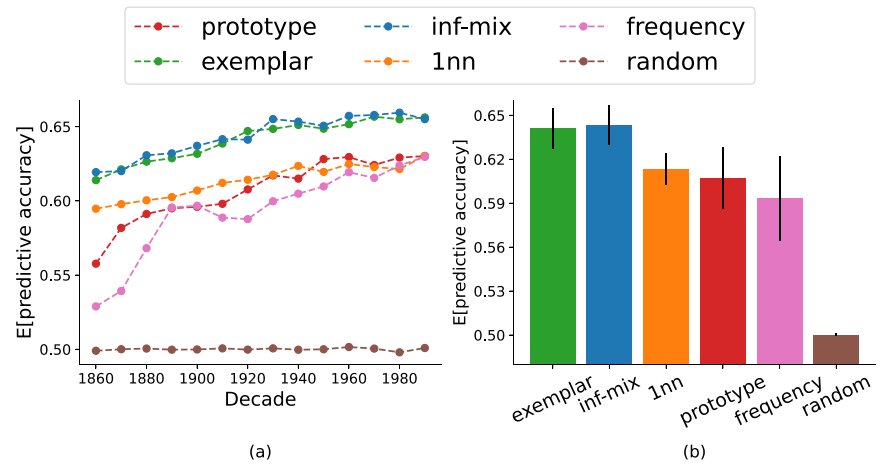 prototype inf-mix frequency
exemplar 1nn random
E[predictive accuracy]
0.65
0.60
0.55
0.50
1860 1880 1900 1920 1940 1960 1980
Decade
(a)
E[predictive accuracy]
0.65
0.62
0.59
0.56
0.53
0.50
exemplar inf-mix 1nn prototype frequency random
(b)